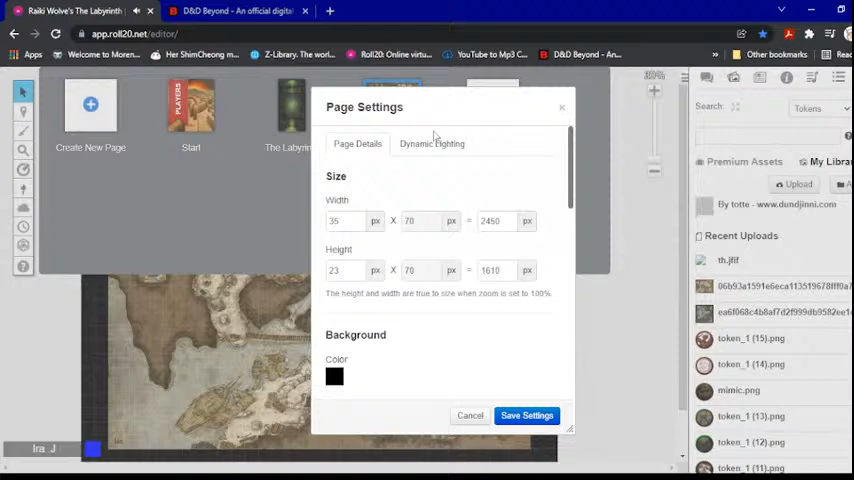 Raiki Wolve's The Labyrinth
D&D Beyond - An official digital
app.roll20.net/editor/
Apps
Welcome to Moren...
Her ShimCheong m...
Z-Library. The worl...
Roll20: Online virtu...
YouTube to Mp3 C...
D&D Beyond - An...
»
Other bookmarks
Page Settings
×
Page Details
Dynamic Lighting
Size
Width
35 px X 70 px = 2450 px
Height
23 px X 70 px = 1610 px
The height and width are true to size when zoom is set to 100%.
Background
Color
Cancel
Save Settings
Create New Page
PLAYERS
Start
The Labyrin
Ira .J
Search:
Tokens
Premium Assets
My Libra
Upload
By totte - www.dundjinni.com
Recent Uploads
th.jfif
06b93a1591e6eca113519678fff0a7
ea6f068c4b8af7d2f999db9582ee1
token_1 (15).png
token_1 (14).png
mimic.png
token_1 (13).png
token_1 (12).png
token_1 (11).png